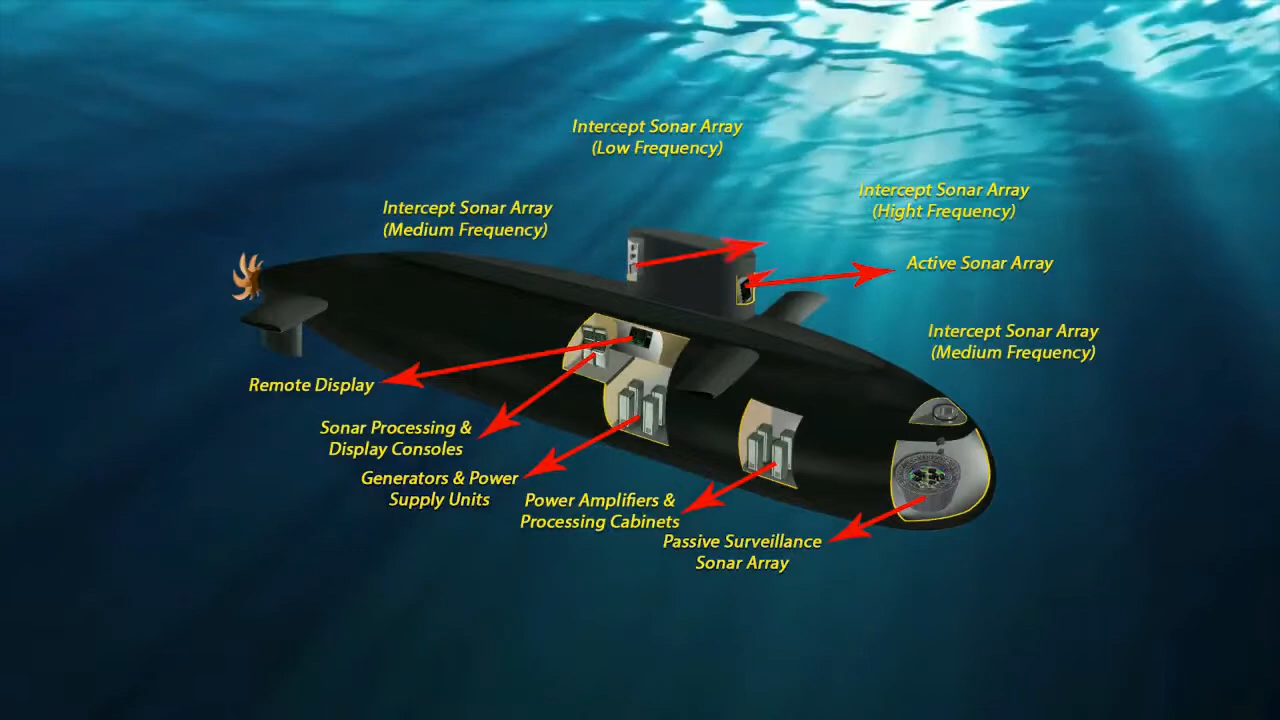 Intercept Sonar Array
(Low Frequency)
Intercept Sonar Array
(Hight Frequency)
Intercept Sonar Array
(Medium Frequency)
Active Sonar Array
Intercept Sonar Array
(Medium Frequency)
Remote Display
Sonar Processing &
Display Consoles
Generators & Power
Supply Units
Power Amplifiers &
Processing Cabinets
Passive Surveillance
Sonar Array